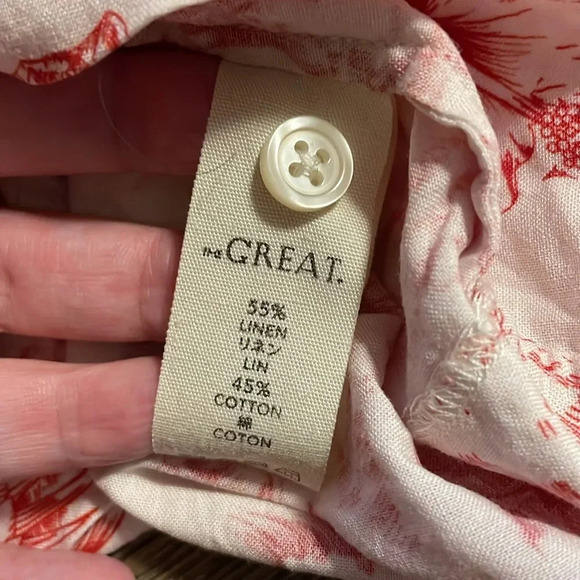 THE GREAT.
55%
LINEN
リネン
LIN
45%
COTTON
綿
COTON